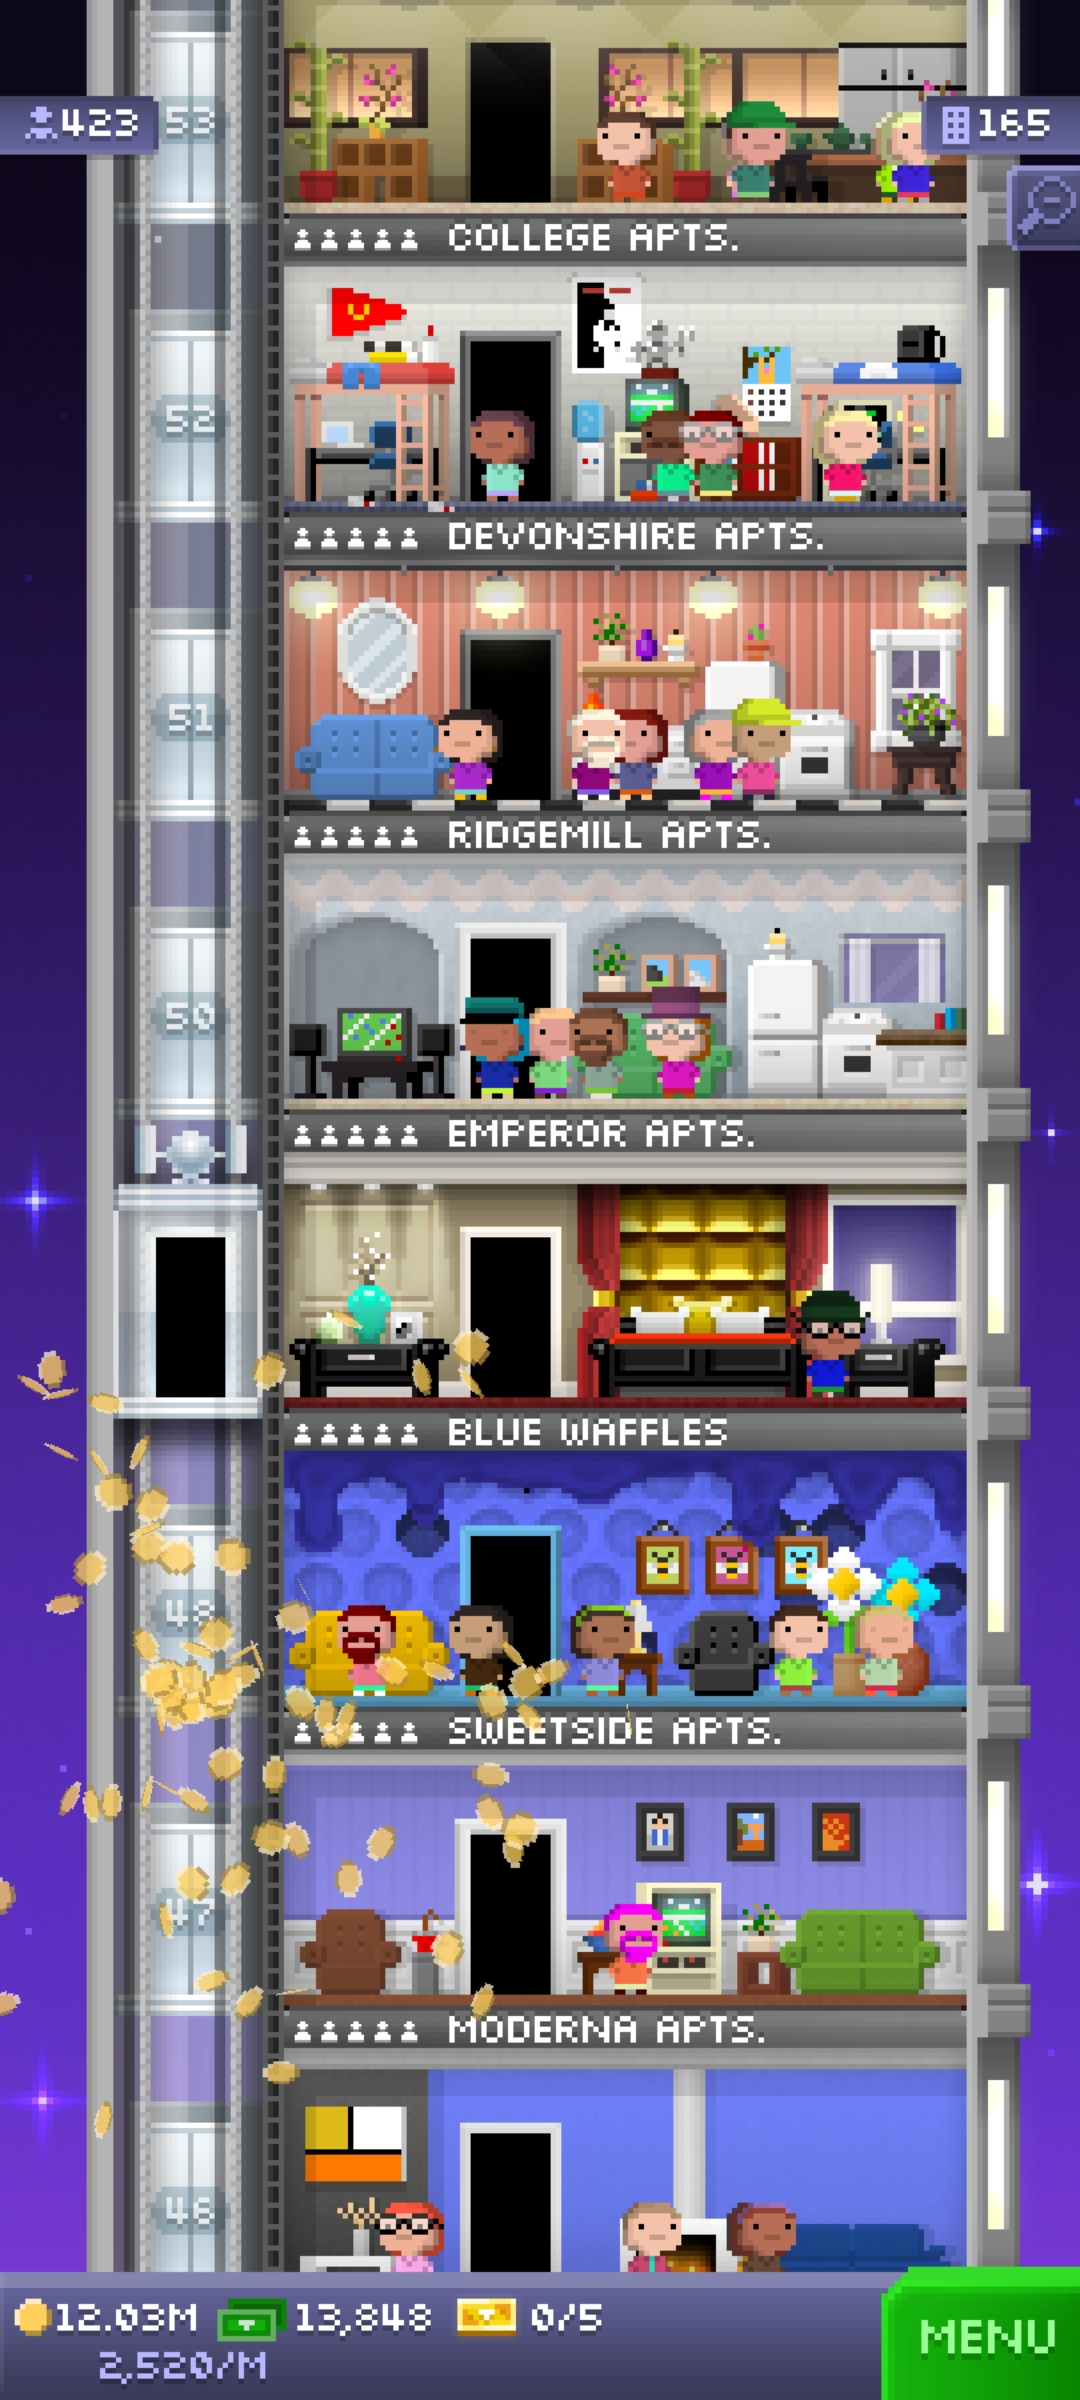 423
53
165
COLLEGE APTS.
52
DEVONSHIRE APTS.
51
RIDGEMILL APTS.
50
EMPEROR APTS.
BLUE WAFFLES
48
SWEETSIDE APTS.
47
MODERNA APTS.
46
12.03M 13,848 0/5
2,520/M
MENU